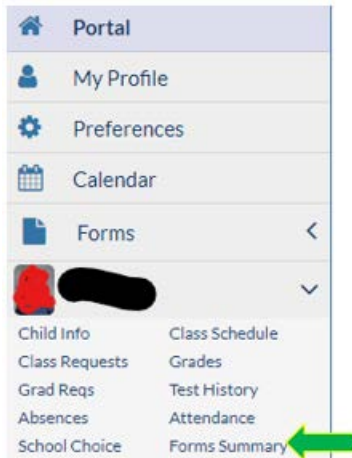 Portal
My Profile
Preferences
Calendar
Forms
Child Info Class Schedule
Class Requests Grades
Grad Reqs Test History
Absences Attendance
School Choice Forms Summary